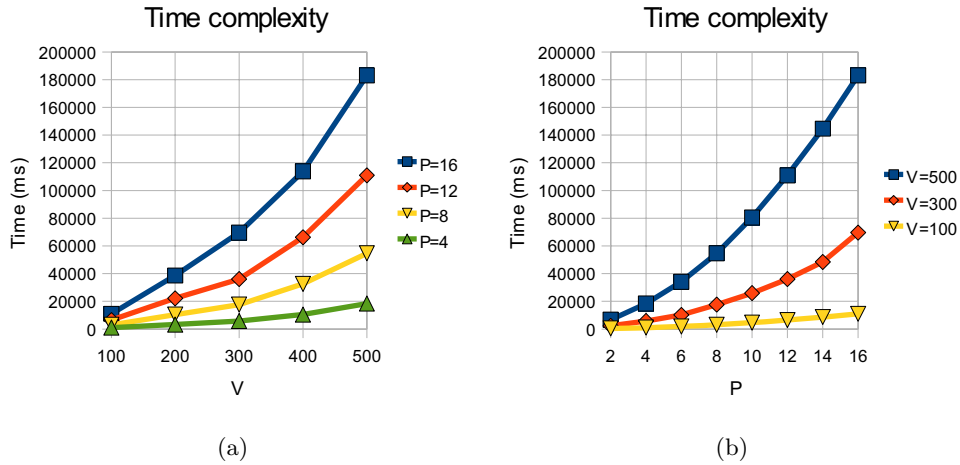 Time complexity
200000
180000
160000
140000
120000
100000
80000
60000
40000
20000
0
Time (ms)
100 200 300 400 500
V
P=16
P=12
P=8
P=4
(a)
Time complexity
200000
180000
160000
140000
120000
100000
80000
60000
40000
20000
0
Time (ms)
2 4 6 8 10 12 14 16
P
V=500
V=300
V=100
(b)